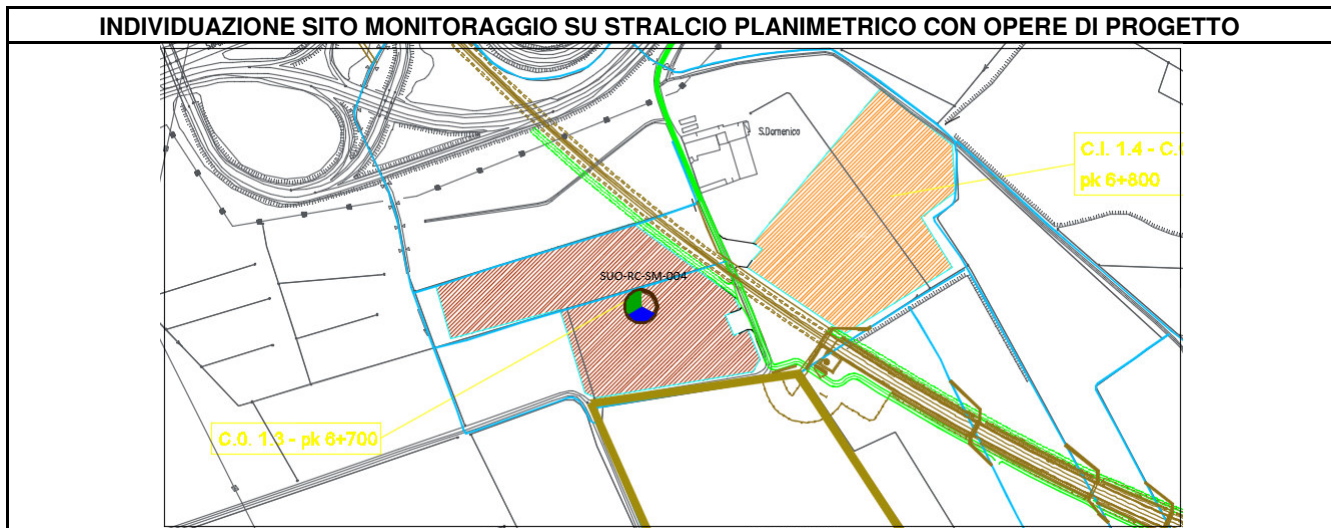 INDIVIDUAZIONE SITO MONITORAGGIO SU STRALCIO PLANIMETRICO CON OPERE DI PROGETTO
S.Domenico
C.I. 1.4 - C.
pk 6+800
SUO-RC-SM-004
C.0. 1.3 - pk 6+700